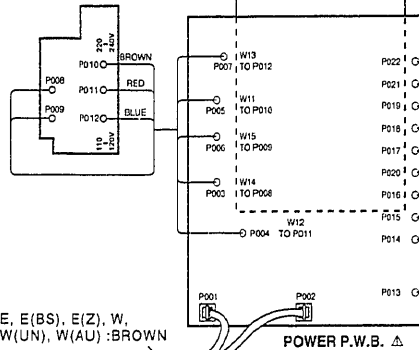 220
240V
P010 BROWN
P008
P011 RED
P009
P012 BLUE
110
120V
W13
P007 TO P012
W11
P005 TO P010
W15
P006 TO P009
W14
P003 TO P008
W12
P004 TO P011
P022
P021
P019
P018
P017
P020
P016
P015
P014
P013
P001
P002
E, E(BS), E(Z), W,
W(UN), W(AU) :BROWN
POWER P.W.B. ⚠